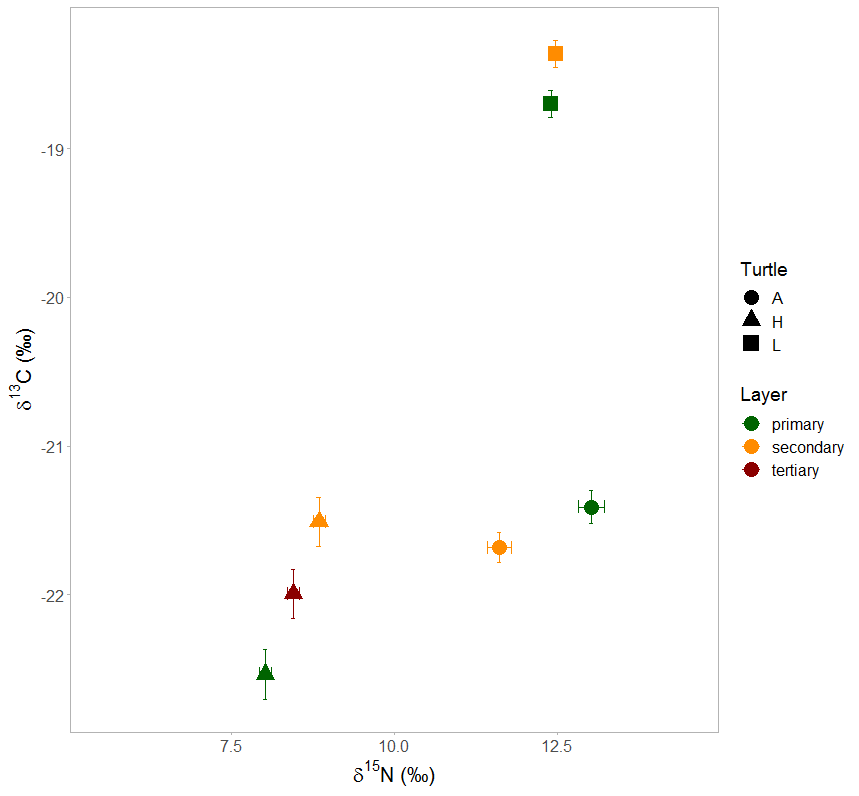 -19
-20
-21
-22
δ¹³C (‰)
7.5 10.0 12.5
δ¹⁵N (‰)
Turtle
A
H
L
Layer
primary
secondary
tertiary